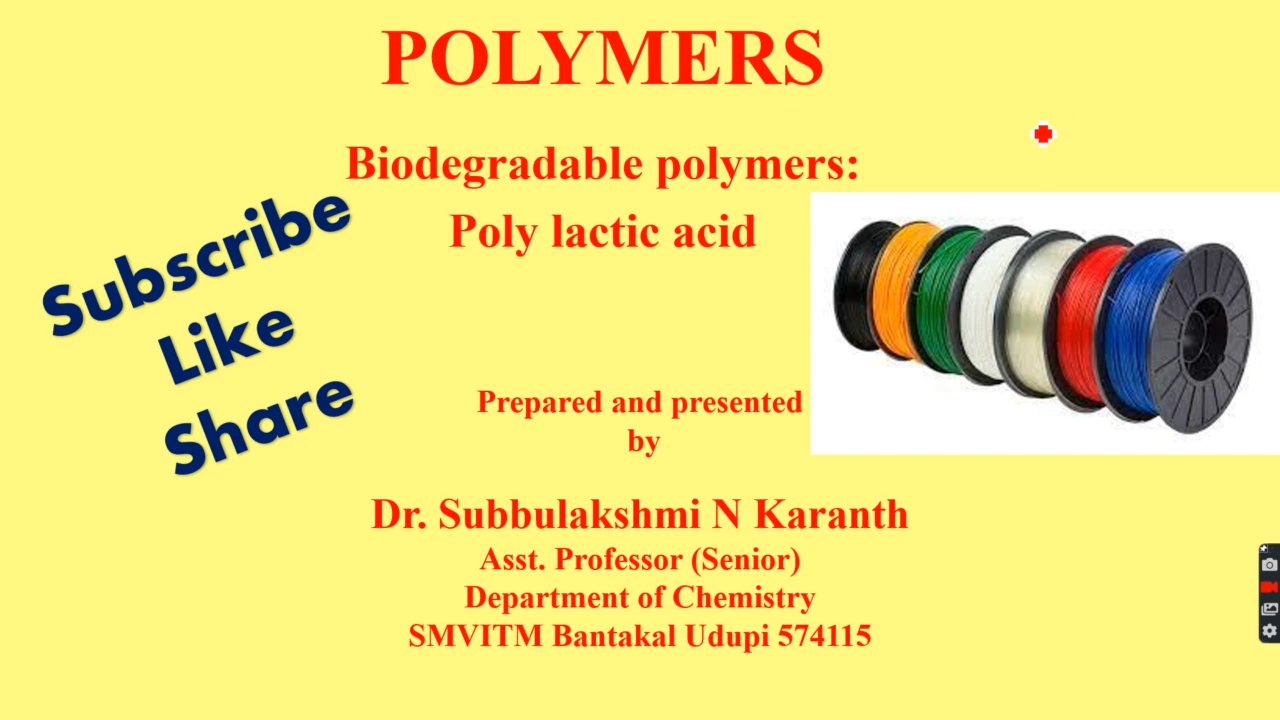 POLYMERS
Biodegradable polymers:
Poly lactic acid
Subscribe
Like
Share
Prepared and presented
by
Dr. Subbulakshmi N Karanth
Asst. Professor (Senior)
Department of Chemistry
SMVITM Bantakal Udupi 574115